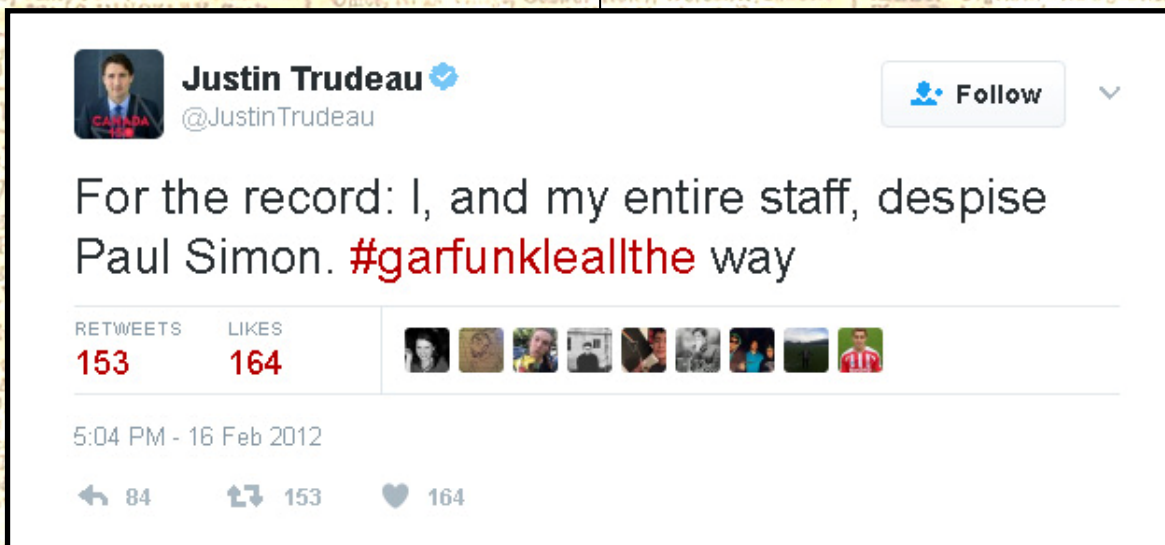 Justin Trudeau
@JustinTrudeau
Follow
CANADA
For the record: I, and my entire staff, despise
Paul Simon. #garfunkleallthe way
RETWEETS LIKES
153 164
5:04 PM - 16 Feb 2012
84 153 164